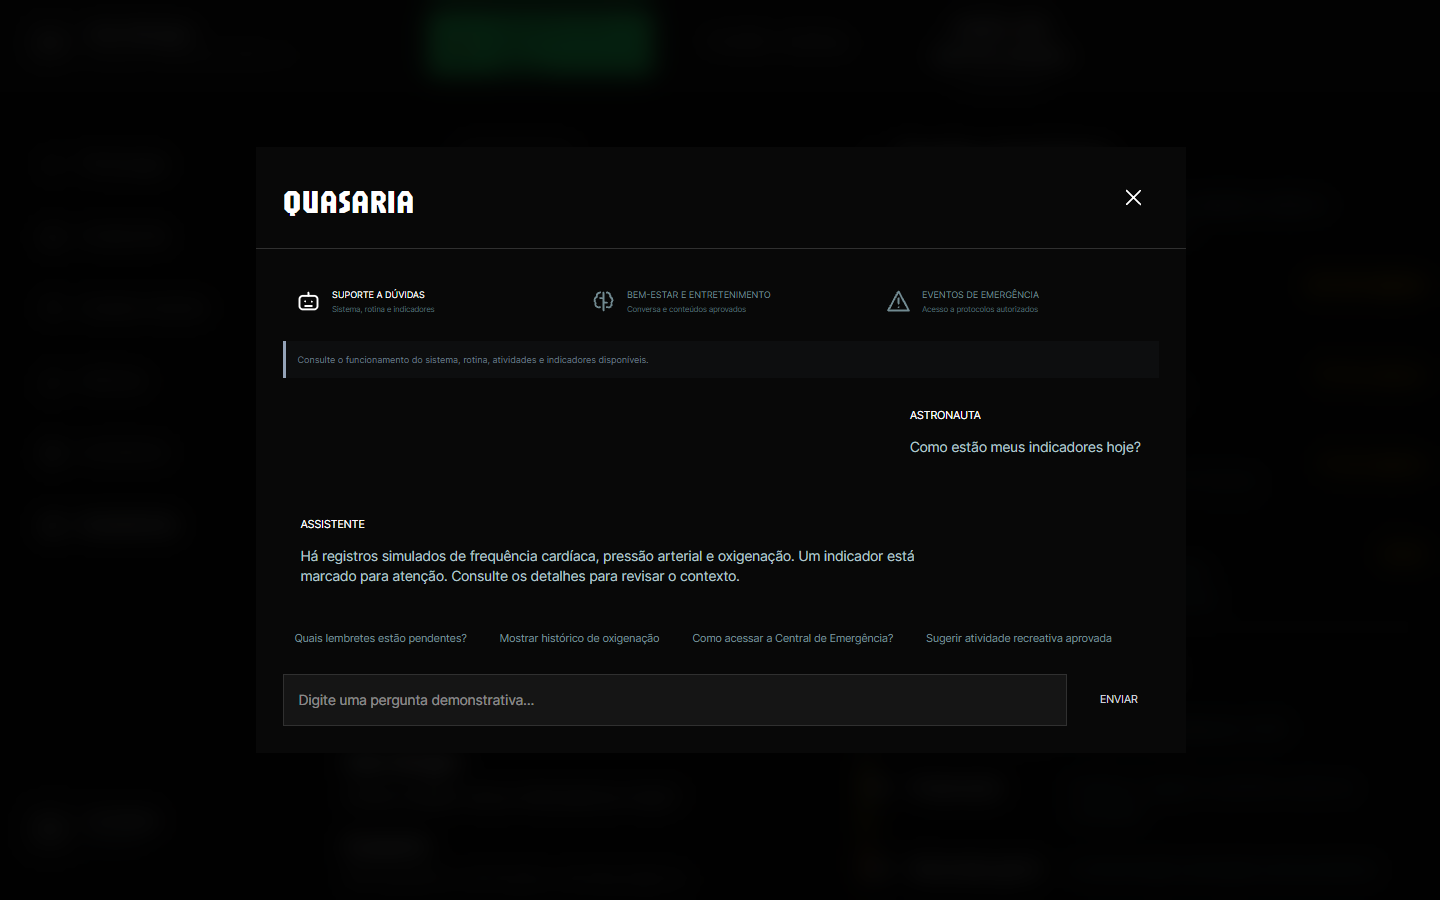 QUASARIA
SUPORTE A DÚVIDAS
Sistema, rotina e indicadores
BEM-ESTAR E ENTRETENIMENTO
Conversa e conteúdos aprovados
EVENTOS DE EMERGÊNCIA
Acesso a protocolos autorizados
Consulte o funcionamento do sistema, rotina, atividades e indicadores disponíveis.
ASTRONAUTA
Como estão meus indicadores hoje?
ASSISTENTE
Há registros simulados de frequência cardíaca, pressão arterial e oxigenação. Um indicador está
marcado para atenção. Consulte os detalhes para revisar o contexto.
Quais lembretes estão pendentes?
Mostrar histórico de oxigenação
Como acessar a Central de Emergência?
Sugerir atividade recreativa aprovada
Digite uma pergunta demonstrativa...
ENVIAR